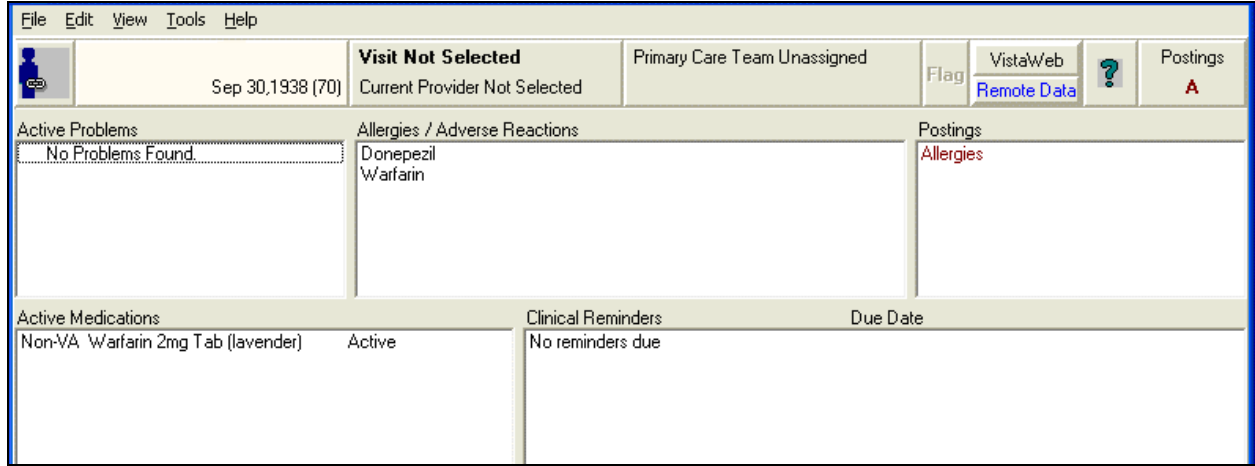 File Edit View Tools Help
Visit Not Selected
Primary Care Team Unassigned
Flag
VistaWeb
Postings
Sep 30,1938 (70)
Current Provider Not Selected
Remote Data
?
A
Active Problems
Allergies / Adverse Reactions
Postings
No Problems Found.
Donepezil
Allergies
Warfarin
Active Medications
Clinical Reminders Due Date
Non-VA Warfarin 2mg Tab (lavender) Active
No reminders due